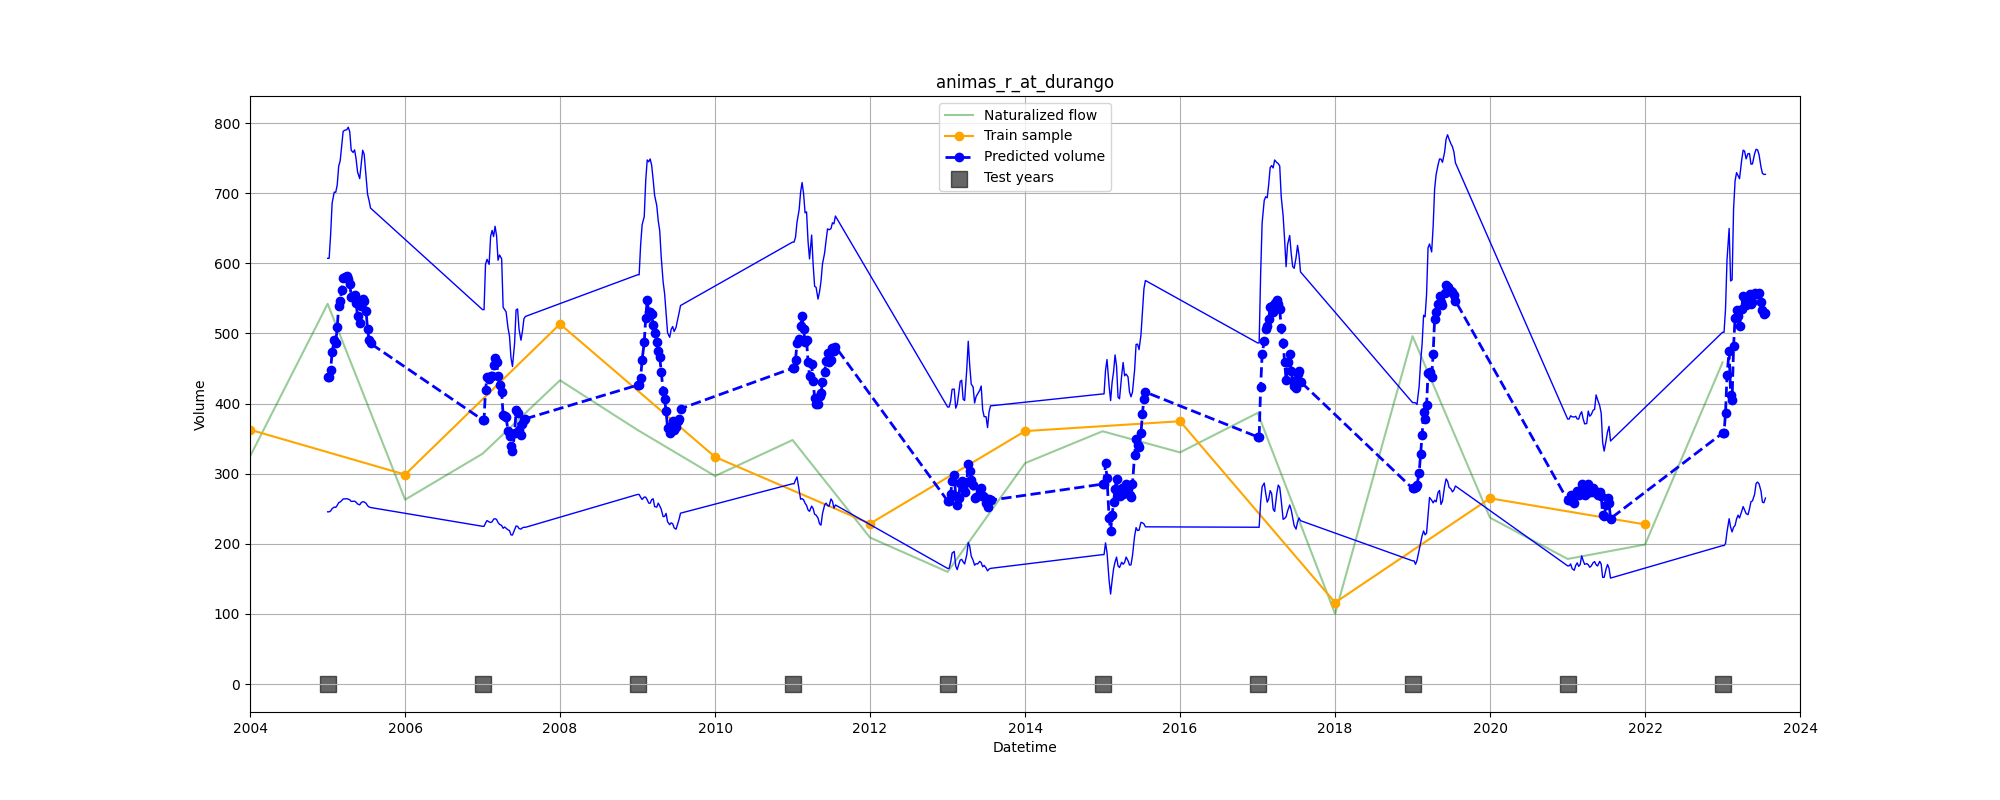 animas_r_at_durango
Naturalized flow
Train sample
Predicted volume
Test years
Volume
800
700
600
500
400
300
200
100
0
2004 2006 2008 2010 2012 2014 2016 2018 2020 2022 2024
Datetime